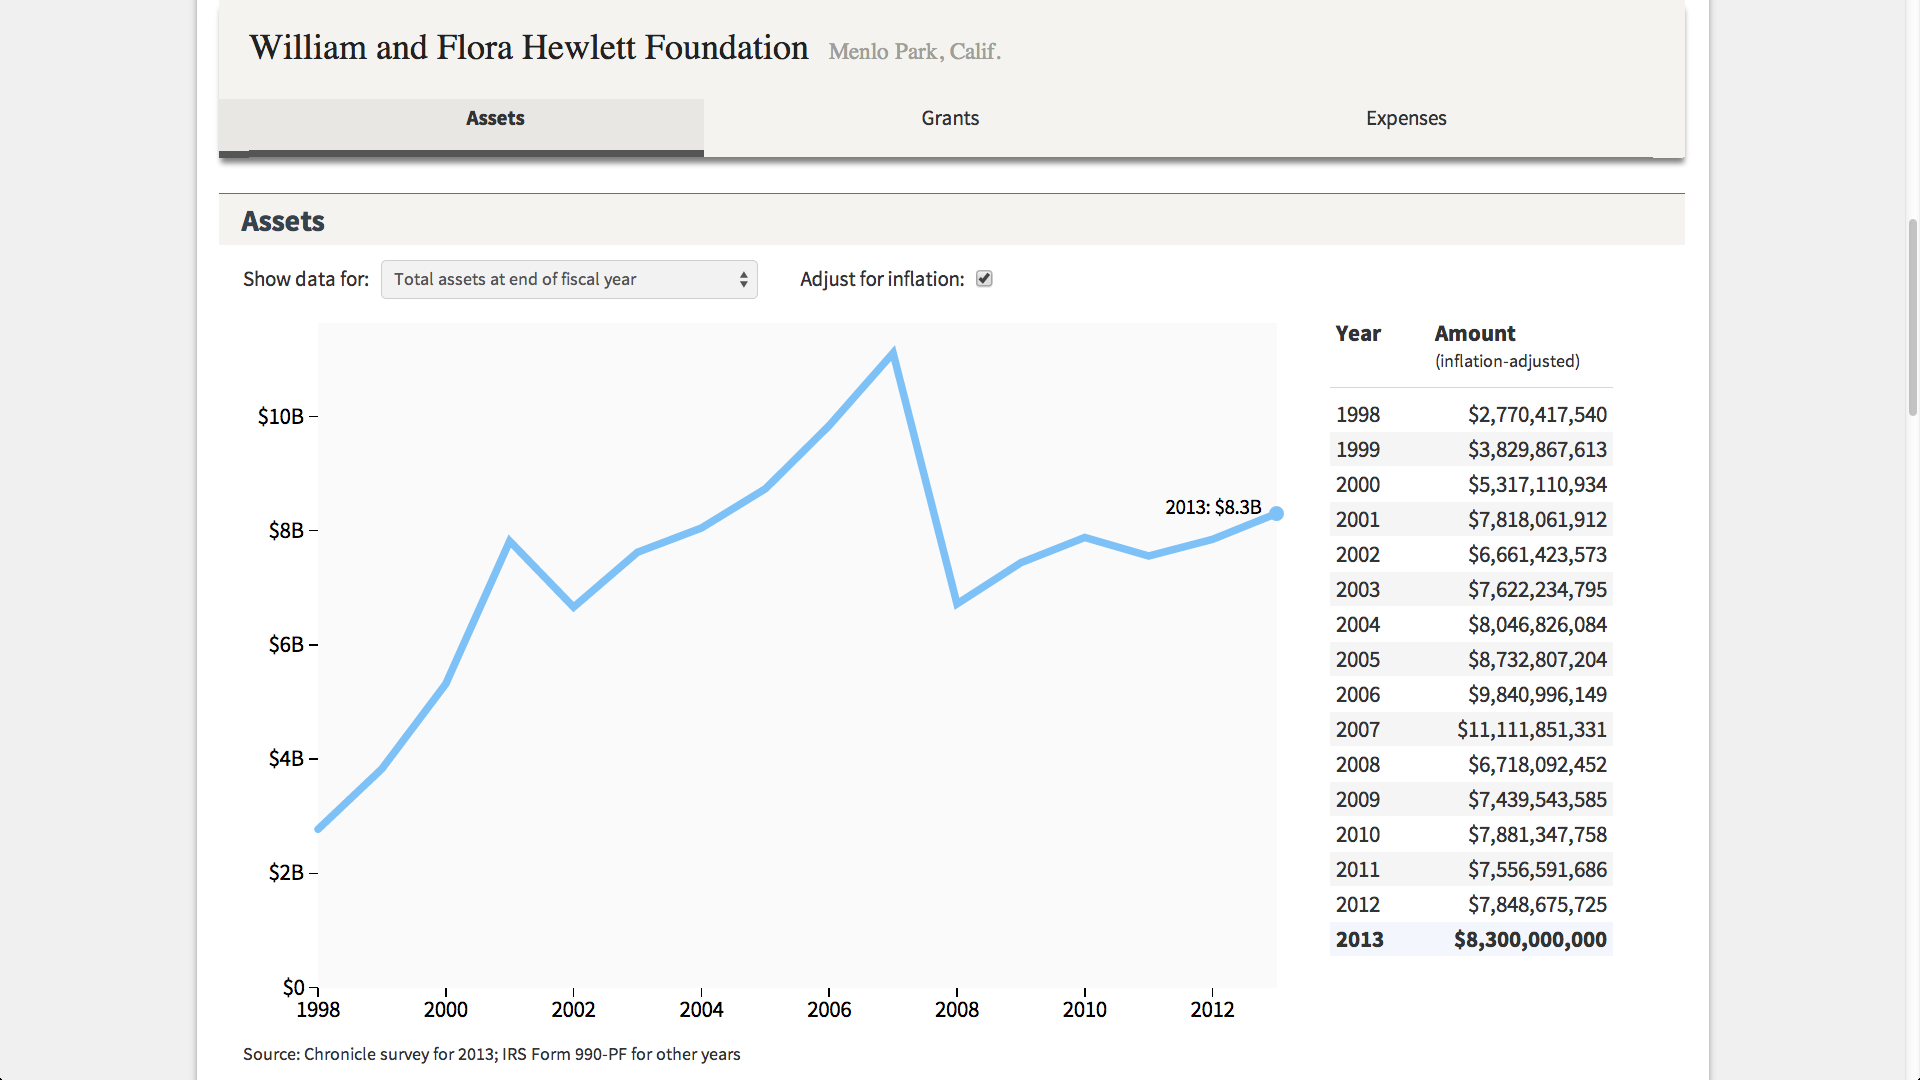 William and Flora Hewlett Foundation Menlo Park, Calif.
Assets Grants Expenses
Assets
Show data for: Total assets at end of fiscal year Adjust for inflation:
$10B
$8B
$6B
$4B
$2B
$0
2013: $8.3B
1998 2000 2002 2004 2006 2008 2010 2012
Year Amount
(inflation-adjusted)
1998 $2,770,417,540
1999 $3,829,867,613
2000 $5,317,110,934
2001 $7,818,061,912
2002 $6,661,423,573
2003 $7,622,234,795
2004 $8,046,826,084
2005 $8,732,807,204
2006 $9,840,996,149
2007 $11,111,851,331
2008 $6,718,092,452
2009 $7,439,543,585
2010 $7,881,347,758
2011 $7,556,591,686
2012 $7,848,675,725
2013 $8,300,000,000
Source: Chronicle survey for 2013; IRS Form 990-PF for other years